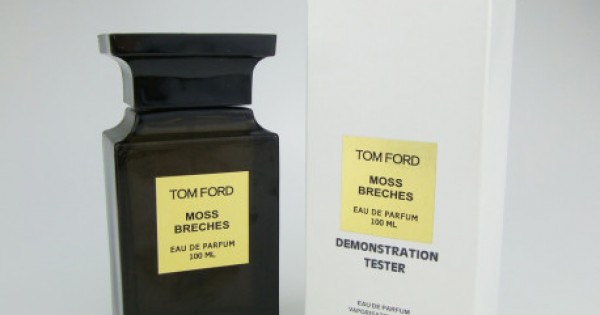 TOM FORD
MOSS
BRECHES
EAU DE PARFUM
100 ML
TOM FORD
MOSS
BRECHES
EAU DE PARFUM
100 ML
DEMONSTRATION
TESTER
EAU DE PARFUM